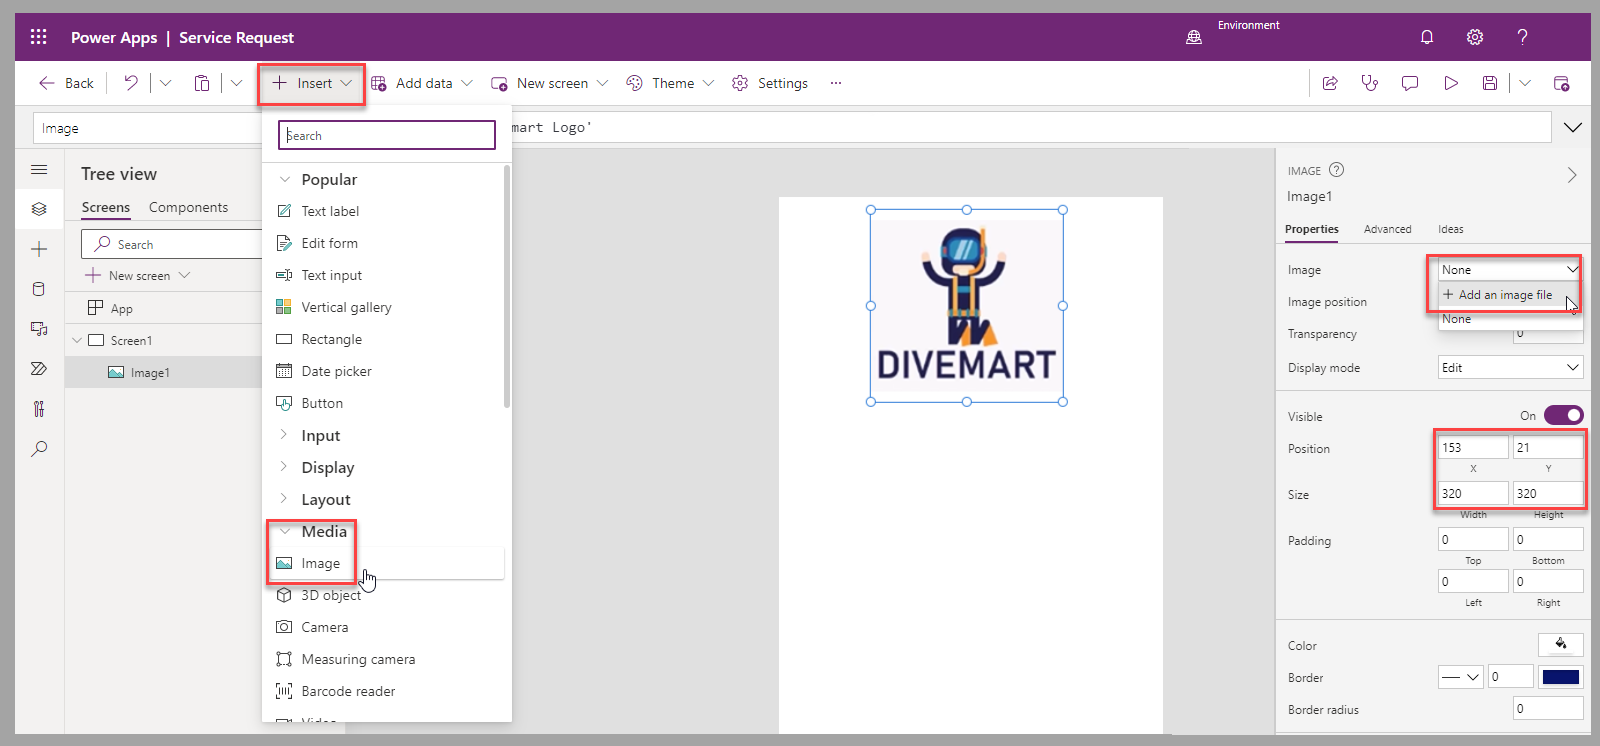 Power Apps | Service Request
Environment
Back
Insert
Add data
New screen
Theme
Settings
Image
mart Logo'
Search
Popular
Text label
Edit form
Text input
Vertical gallery
Rectangle
Date picker
Button
Input
Display
Layout
Media
Image
3D object
Camera
Measuring camera
Barcode reader
Video
Tree view
Screens Components
Search
New screen
App
Screen1
Image1
DIVEMART
IMAGE
Image1
Properties Advanced Ideas
Image None
+ Add an image file
None
Image position
Transparency 0
Display mode Edit
Visible On
Position 153 21
X Y
Size 320 320
Width Height
Padding 0 0
Top Bottom
0 0
Left Right
Color
Border 0
Border radius 0